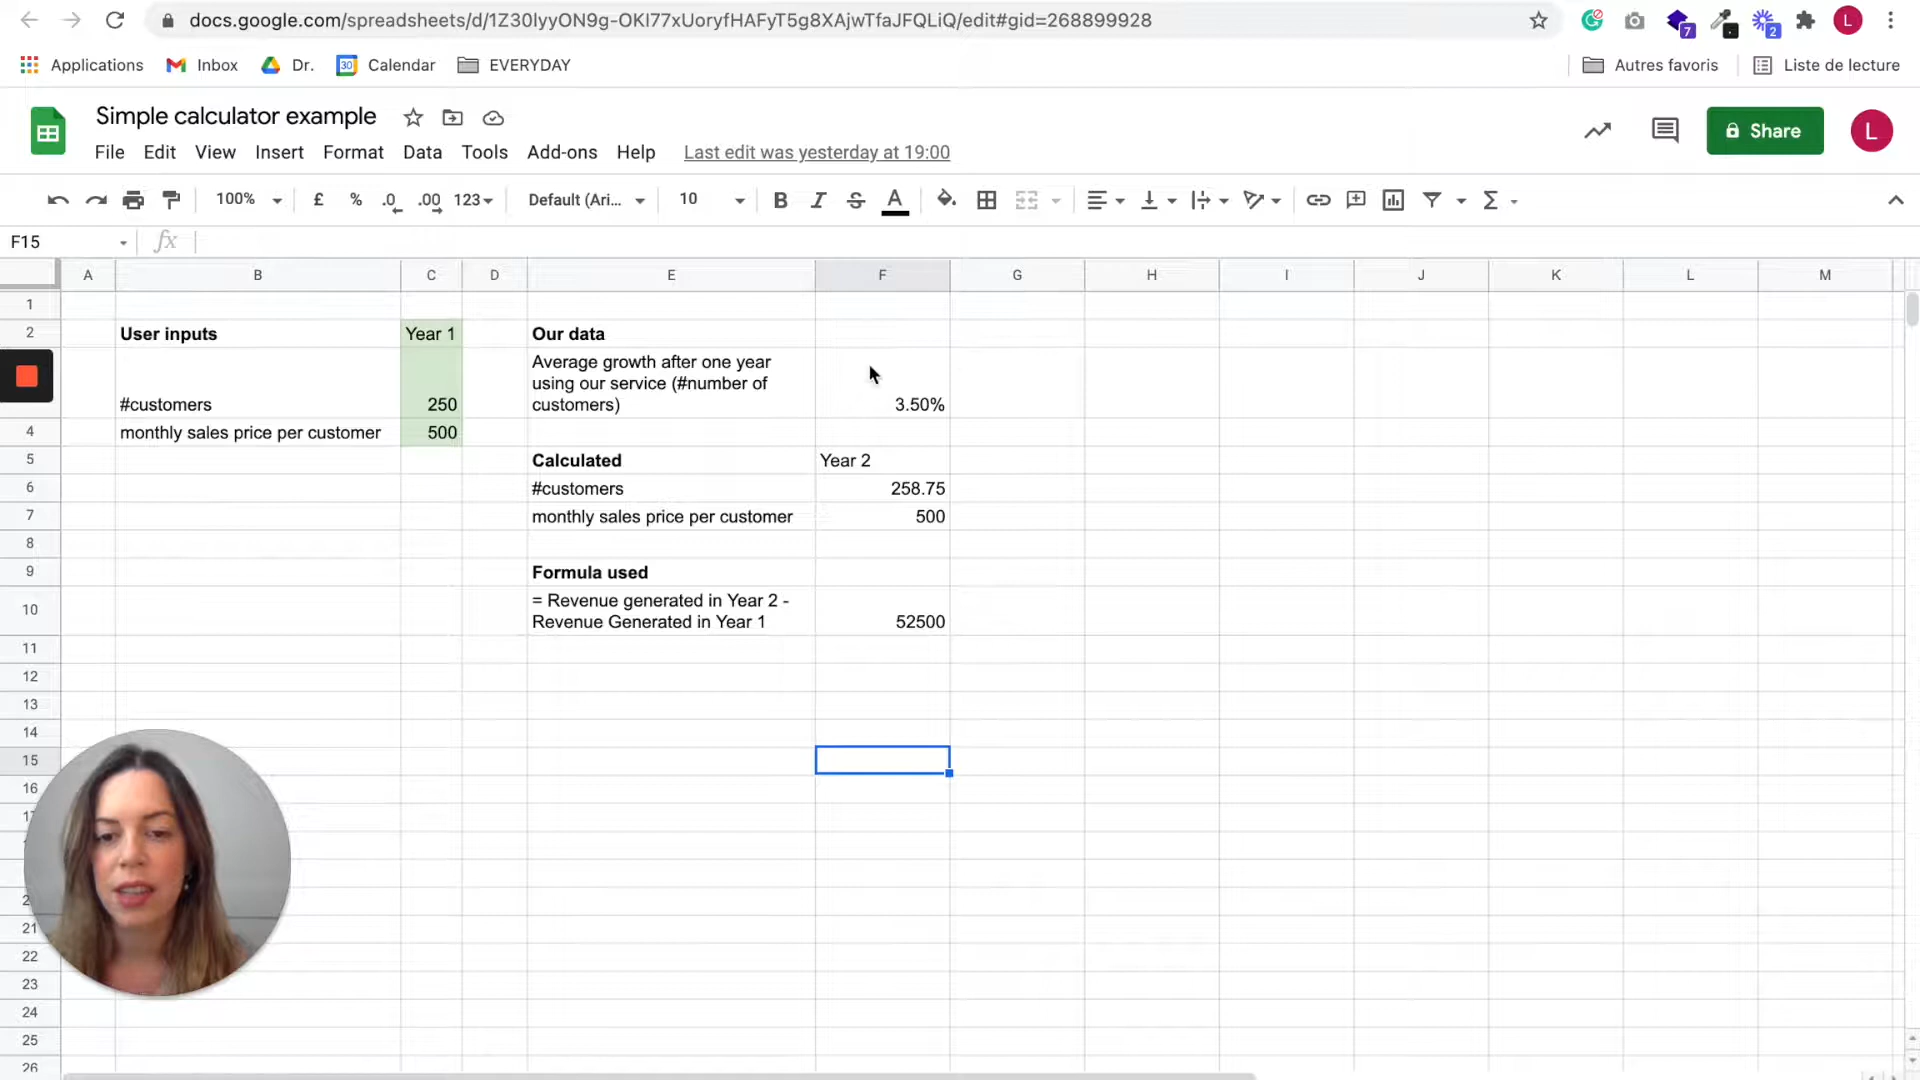 docs.google.com/spreadsheets/d/1Z30lyyON9g-OKI77xUoryfHAFyT5g8XAjwTfaJFQLiQ/edit#gid=268899928
7
2
L
Applications
Inbox
Dr.
30
Calendar
EVERYDAY
Autres favoris
Liste de lecture
Simple calculator example
File Edit View Insert Format Data Tools Add-ons Help Last edit was yesterday at 19:00
Share
L
100% £ % .0 .00 123 Default (Ari... 10 B I S A Σ
F15 fx
A B C D E F G H I J K L M
1
2 User inputs Year 1 Our data
Average growth after one year
using our service (#number of
#customers 250 customers) 3.50%
4 monthly sales price per customer 500
5 Calculated Year 2
6 #customers 258.75
7 monthly sales price per customer 500
8
9 Formula used
= Revenue generated in Year 2 -
10
Revenue Generated in Year 1 52500
11
12
13
14
15
16
21
22
23
24
25
26